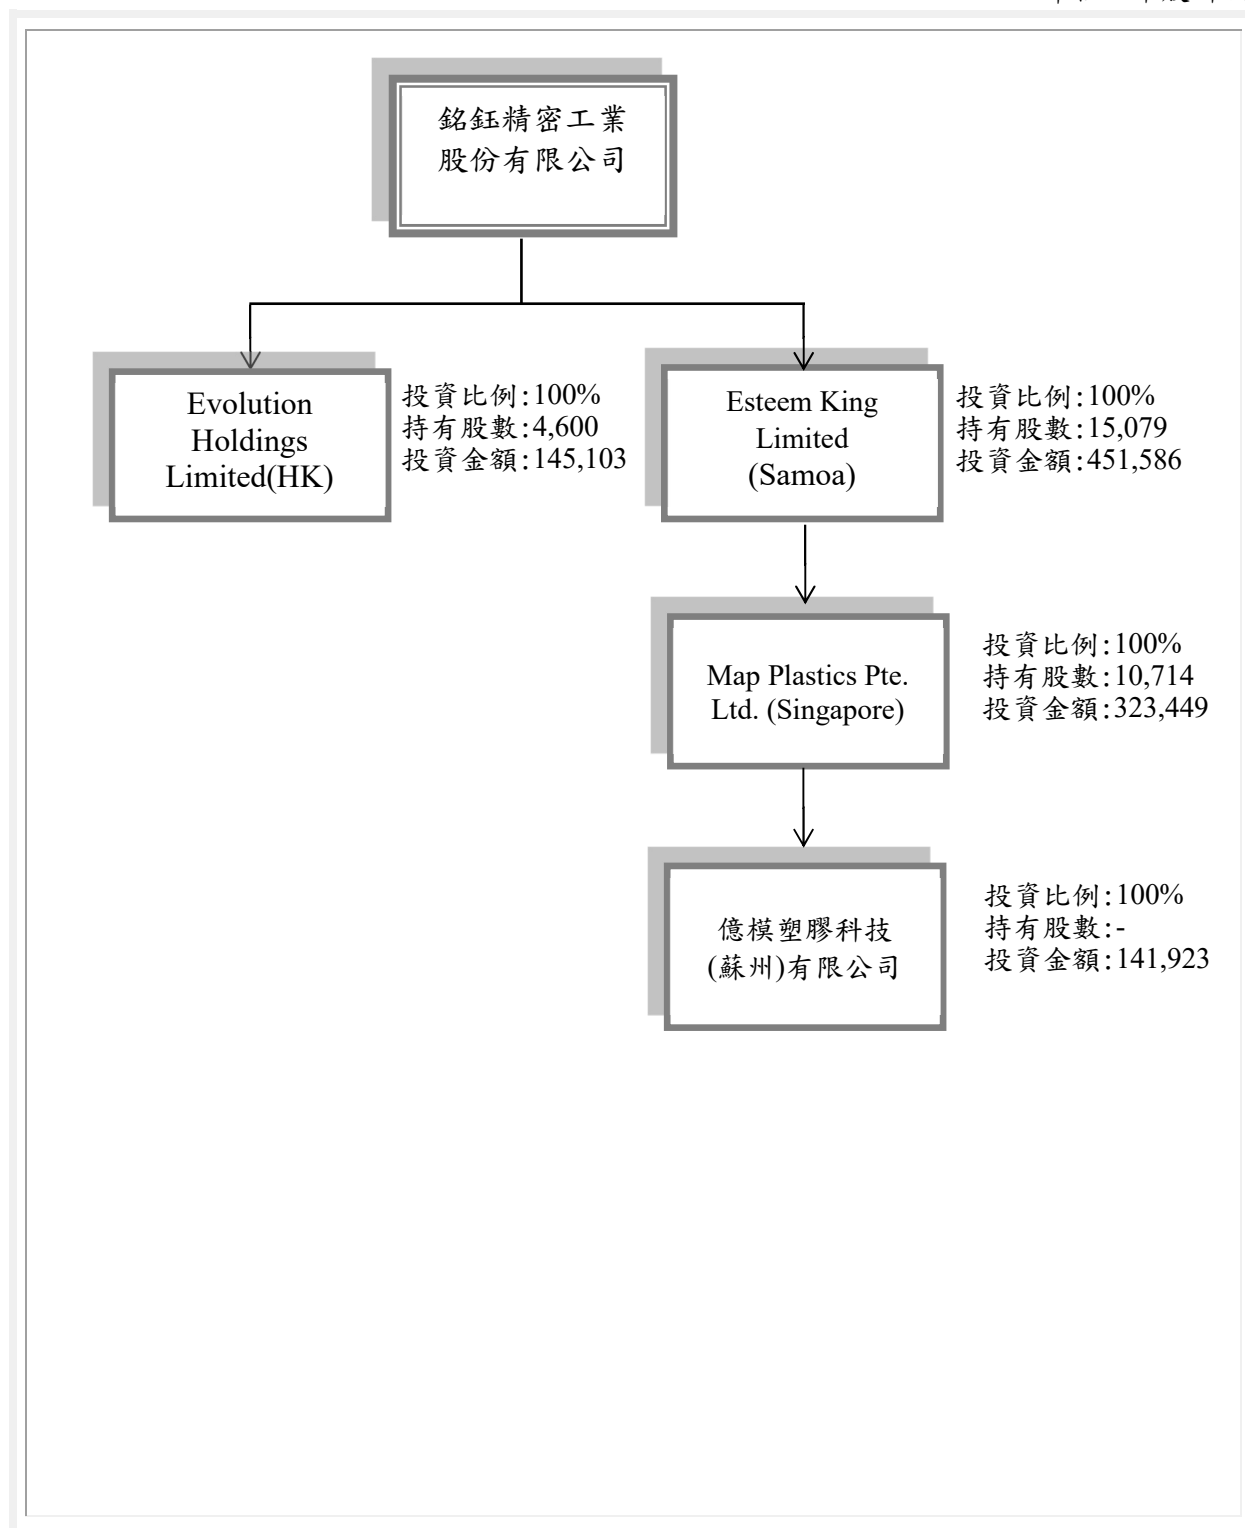 銘鈺精密工業
股份有限公司
Evolution
Holdings
Limited(HK)
投資比例:100%
持有股數:4,600
投資金額:145,103
Esteem King
Limited
(Samoa)
投資比例:100%
持有股數:15,079
投資金額:451,586
Map Plastics Pte.
Ltd. (Singapore)
投資比例:100%
持有股數:10,714
投資金額:323,449
億模塑膠科技
(蘇州)有限公司
投資比例:100%
持有股數:-
投資金額:141,923